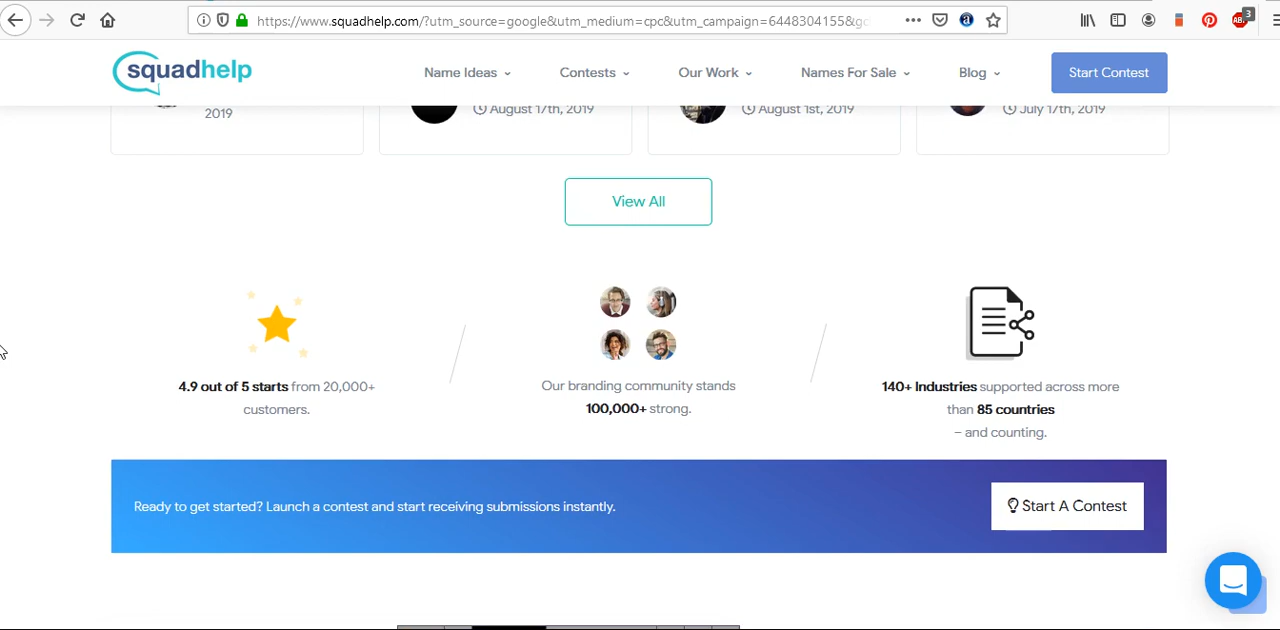 https://www.squadhelp.com/?utm_source=google&utm_medium=cpc&utm_campaign=6448304155&g
3
squadhelp
Name Ideas
Contests
Our Work
Names For Sale
Blog
Start Contest
2019
August 17th, 2019
August 1st, 2019
July 17th, 2019
View All
4.9 out of 5 starts from 20,000+
customers.
Our branding community stands
100,000+ strong.
140+ Industries supported across more
than 85 countries
– and counting.
Ready to get started? Launch a contest and start receiving submissions instantly.
Start A Contest